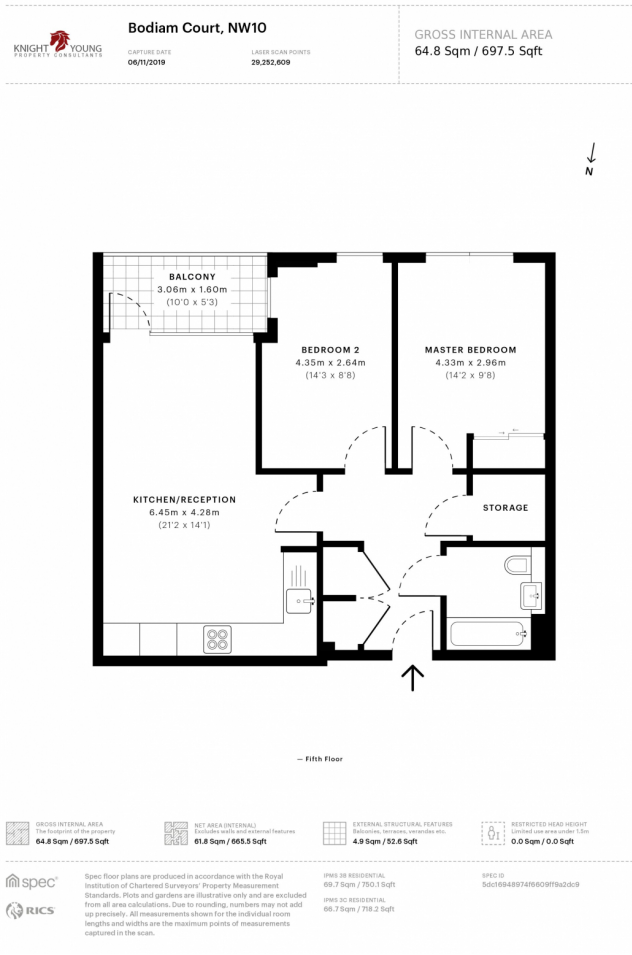 KNIGHT YOUNG
PROPERTY CONSULTANTS
Bodiam Court, NW10
CAPTURE DATE
06/11/2019
LASER SCAN POINTS
29,252,609
GROSS INTERNAL AREA
64.8 Sqm / 697.5 Sqft
N
BALCONY
3.06m x 1.60m
(10'0 x 5'3)
BEDROOM 2
4.35m x 2.64m
(14'3 x 8'8)
MASTER BEDROOM
4.33m x 2.96m
(14'2 x 9'8)
KITCHEN/RECEPTION
6.45m x 4.28m
(21'2 x 14'1)
STORAGE
— Fifth Floor
GROSS INTERNAL AREA
The footprint of the property
64.8 Sqm / 697.5 Sqft
NET AREA (INTERNAL)
Excludes walls and external features
61.8 Sqm / 665.5 Sqft
EXTERNAL STRUCTURAL FEATURES
Balconies, terraces, verandas etc.
4.9 Sqm / 52.6 Sqft
RESTRICTED HEAD HEIGHT
Limited use area under 1.5m
0.0 Sqm / 0.0 Sqft
spec
RICS
Spec floor plans are produced in accordance with the Royal
Institution of Chartered Surveyors' Property Measurement
Standards. Plots and gardens are illustrative only and are excluded
from all area calculations. Due to rounding, numbers may not add
up precisely. All measurements shown for the individual room
lengths and widths are the maximum points of measurements
captured in the scan.
IPMS 3B RESIDENTIAL
69.7 Sqm / 750.1 Sqft
IPMS 3C RESIDENTIAL
66.7 Sqm / 718.2 Sqft
SPEC ID
5dc16948974f6609ff9a2dc9